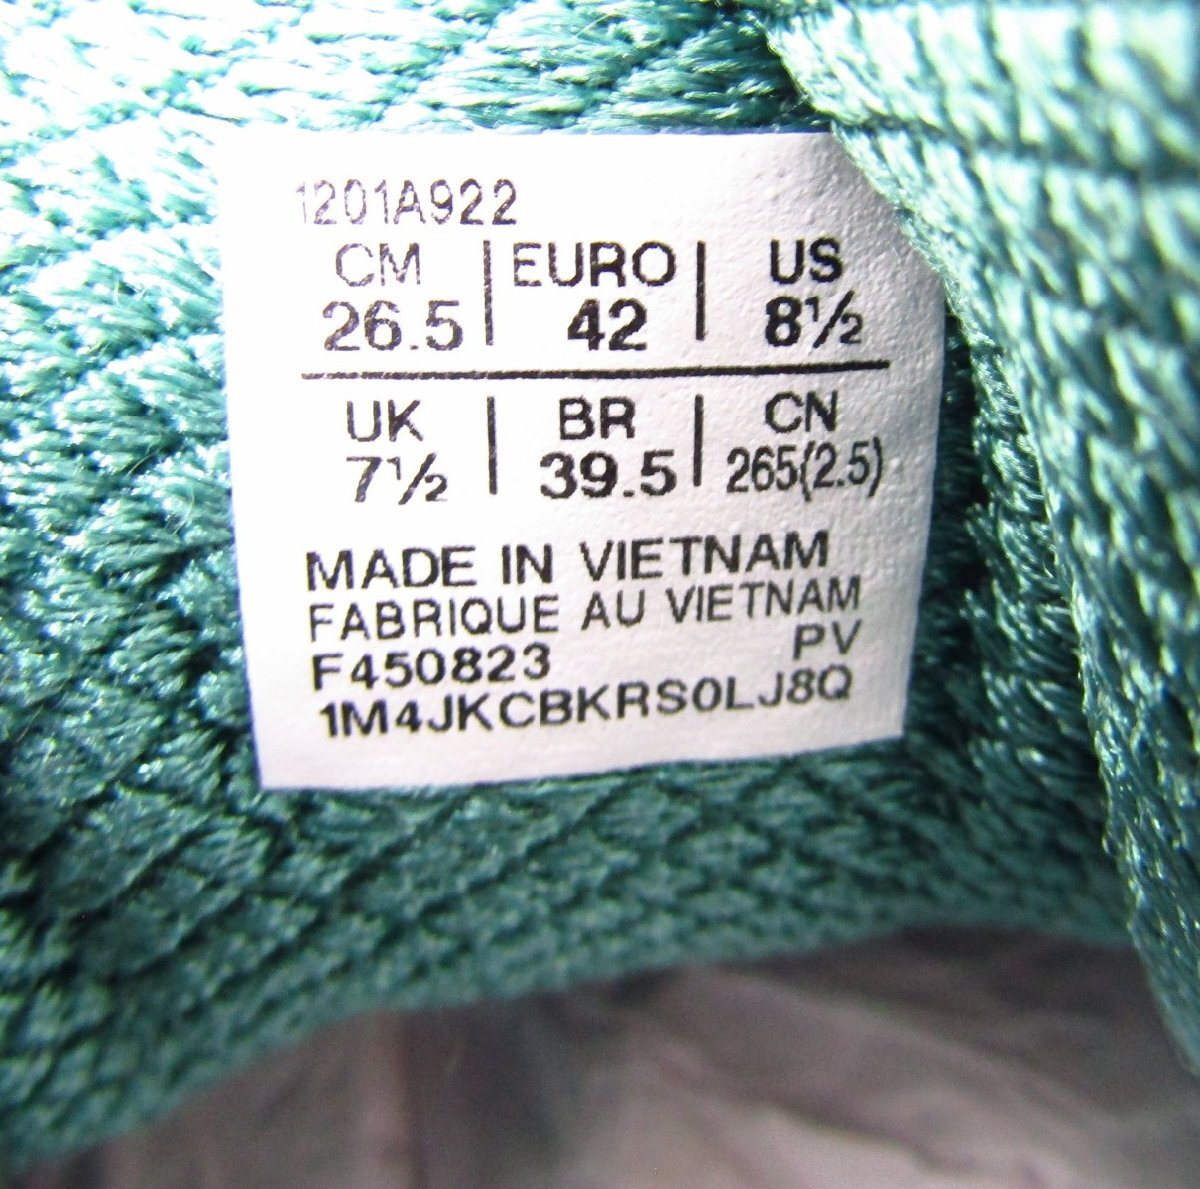 1201A922
CM | EURO | US
26.5 | 42 | 8½
UK | BR | CN
7½ | 39.5 | 265(2.5)
MADE IN VIETNAM
FABRIQUE AU VIETNAM
F450823 PV
1M4JKCBKRS0LJ8Q